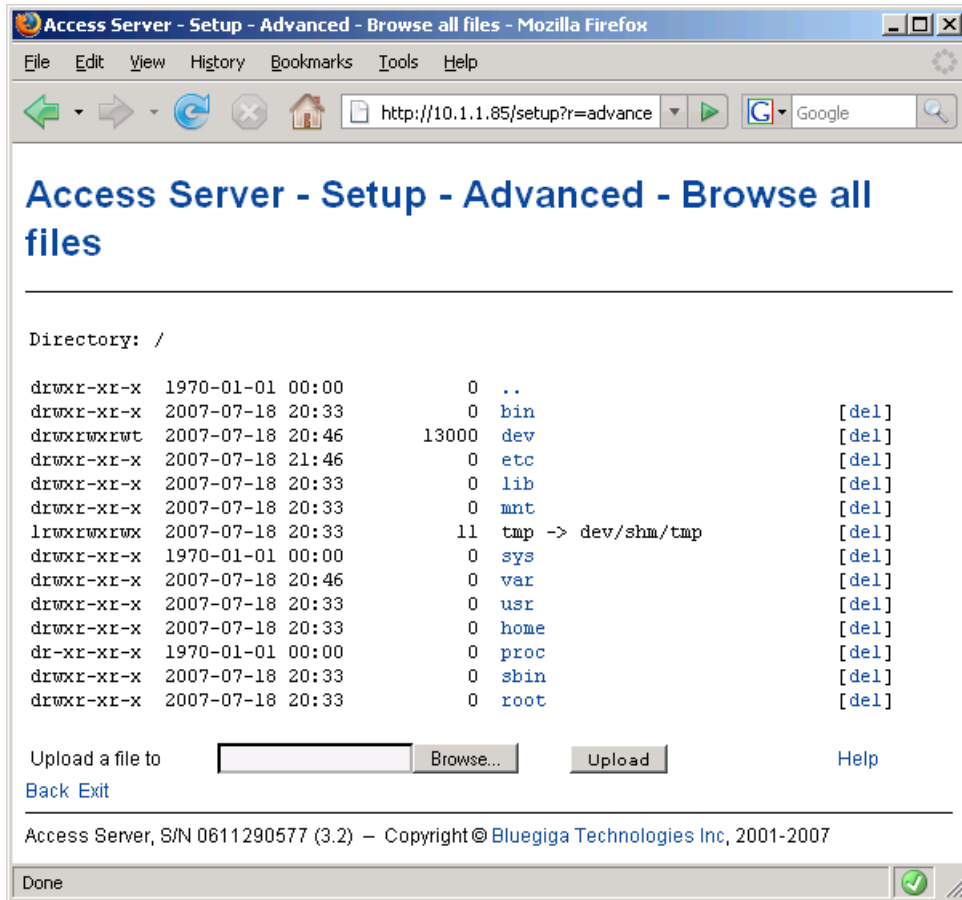 Access Server - Setup - Advanced - Browse all files - Mozilla Firefox
File Edit View History Bookmarks Tools Help
http://10.1.1.85/setup?r=advance G Google
Access Server - Setup - Advanced - Browse all
files
Directory: /
drwxr-xr-x 1970-01-01 00:00 0 ..
drwxr-xr-x 2007-07-18 20:33 0 bin [del]
drwxrwxrwt 2007-07-18 20:46 13000 dev [del]
drwxr-xr-x 2007-07-18 21:46 0 etc [del]
drwxr-xr-x 2007-07-18 20:33 0 lib [del]
drwxr-xr-x 2007-07-18 20:33 0 mnt [del]
lrwxrwxrwx 2007-07-18 20:33 11 tmp -> dev/shm/tmp [del]
drwxr-xr-x 1970-01-01 00:00 0 sys [del]
drwxr-xr-x 2007-07-18 20:46 0 var [del]
drwxr-xr-x 2007-07-18 20:33 0 usr [del]
drwxr-xr-x 2007-07-18 20:33 0 home [del]
dr-xr-xr-x 1970-01-01 00:00 0 proc [del]
drwxr-xr-x 2007-07-18 20:33 0 sbin [del]
drwxr-xr-x 2007-07-18 20:33 0 root [del]
Upload a file to Browse... Upload Help
Back Exit
Access Server, S/N 0611290577 (3.2) – Copyright © Bluegiga Technologies Inc, 2001-2007
Done